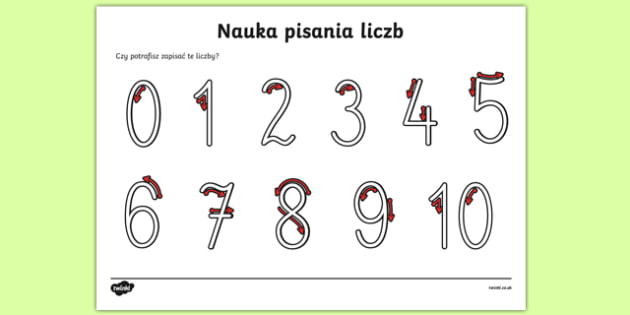 Nauka pisania liczb
Czy potrafisz zapisać te liczby?
0 1 2 3 4 5
6 7 8 9 10
twinkl
twinkl.co.uk